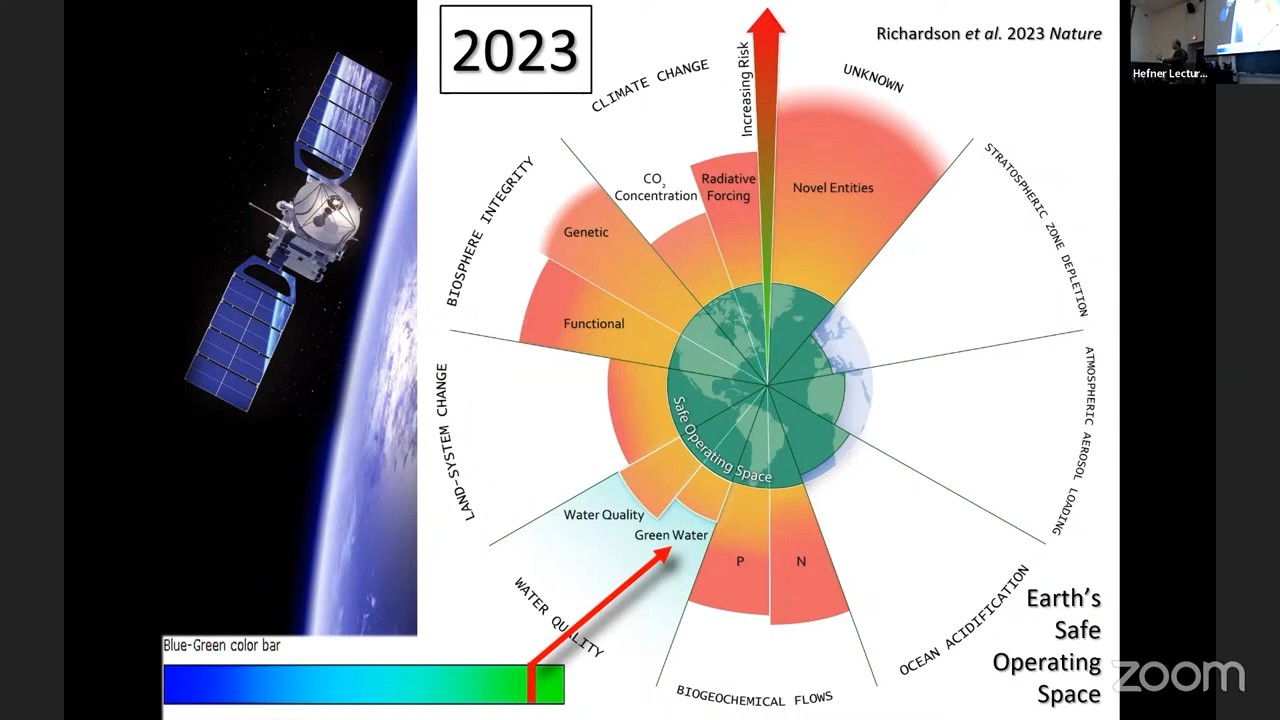 2023
Richardson et al. 2023 Nature
Hefner Lectur...
CLIMATE CHANGE
Increasing Risk
UNKNOWN
STRATOSPHERIC ZONE DEPLETION
BIOSPHERE INTEGRITY
CO2
Concentration
Radiative
Forcing
Novel Entities
Genetic
Functional
ATMOSPHERIC AEROSOL LOADING
LAND-SYSTEM CHANGE
Safe Operating Space
Water Quality
Green Water
P
N
WATER QUALITY
OCEAN ACIDIFICATION
BIOGEOCHEMICAL FLOWS
Earth's
Safe
Operating
Space
Blue-Green color bar
zoom